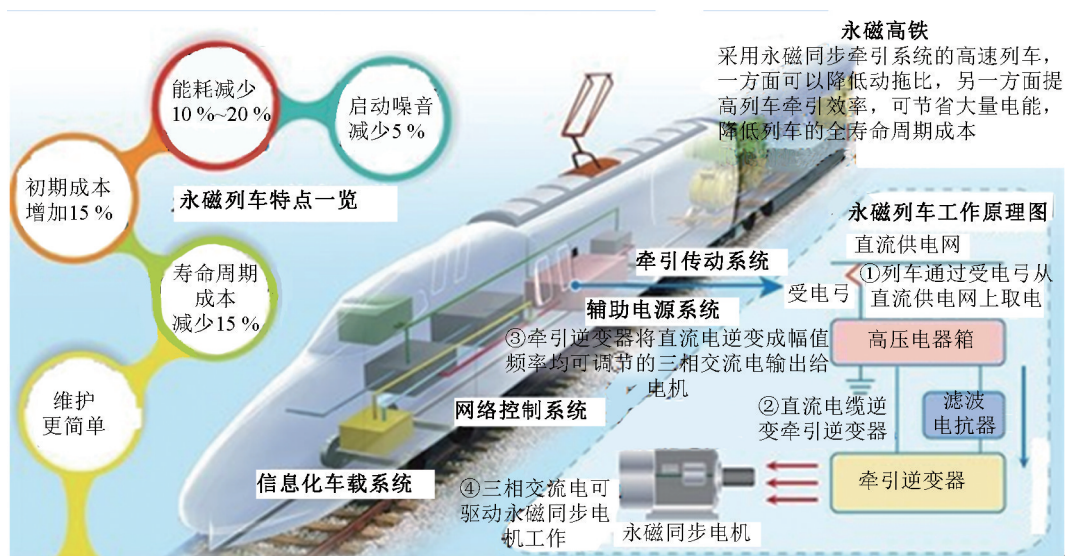 永磁高铁
采用永磁同步牵引系统的高速列车，
一方面可以降低动拖比，另一方面提
高列车牵引效率，可节省大量电能，
降低列车的全寿命周期成本
能耗减少
10 %~20 %
启动噪音
减少5 %
初期成本
增加15 %
永磁列车特点一览
寿命周期
成本
减少15 %
维护
更简单
牵引传动系统
辅助电源系统
网络控制系统
信息化车载系统
永磁列车工作原理图
直流供电网
受电弓
①列车通过受电弓从
直流供电网上取电
高压电器箱
②直流电缆逆
变牵引逆变器
滤波
电抗器
牵引逆变器
③牵引逆变器将直流电逆变成幅值
频率均可调节的三相交流电输出给
电机
④三相交流电可
驱动永磁同步电
机工作
永磁同步电机